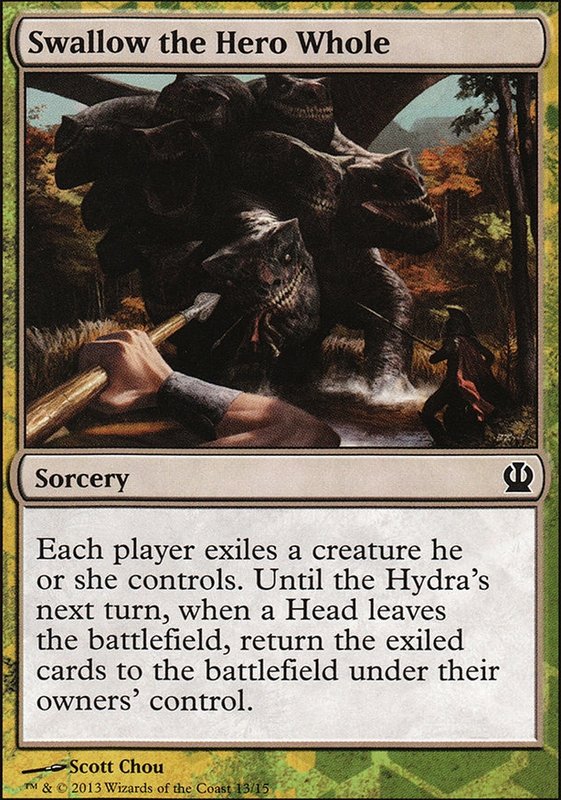 Swallow the Hero Whole
Sorcery
Each player exiles a creature he
or she controls. Until the Hydra's
next turn, when a Head leaves
the battlefield, return the exiled
cards to the battlefield under their
owners' control.
Scott Chou
™ & © 2013 Wizards of the Coast 13/15